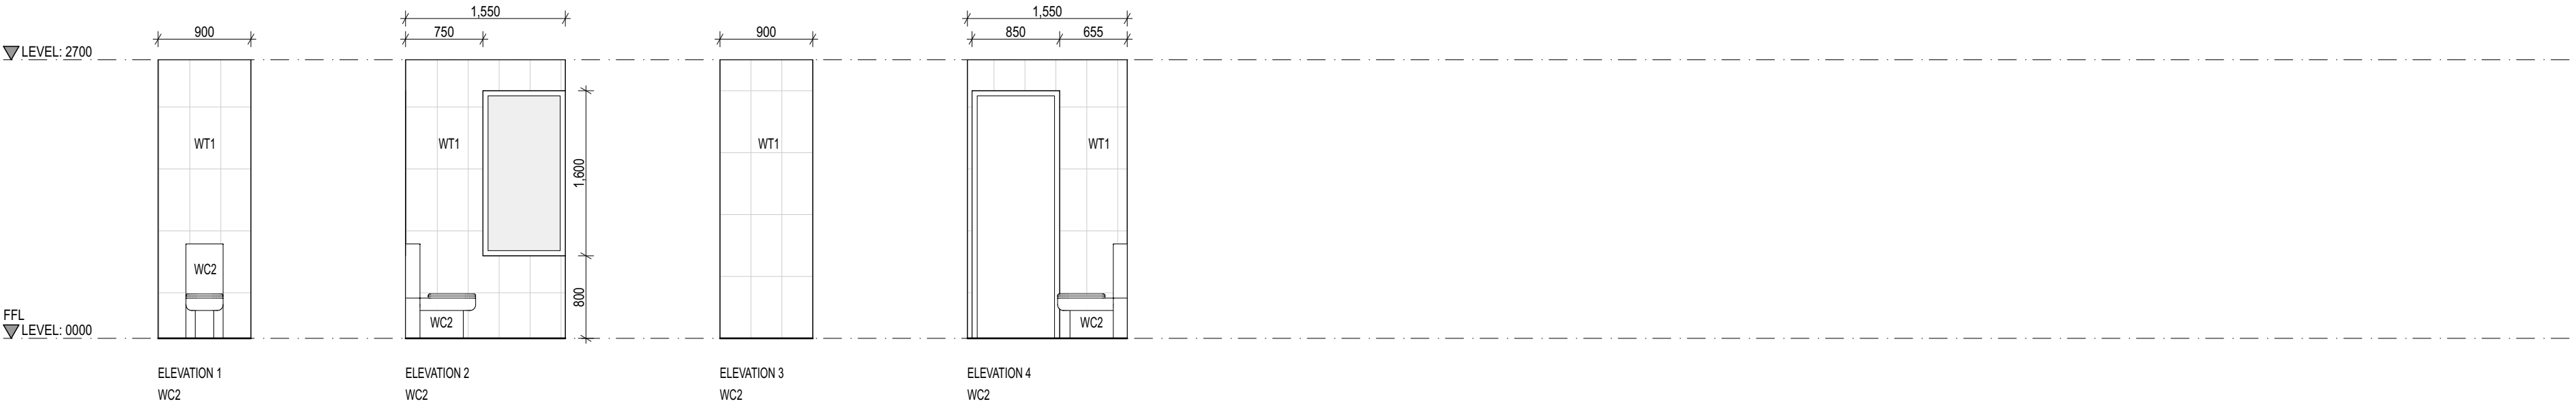 1,550
1,550
900
750
900
850
655
LEVEL: 2700
WT1
WT1
WT1
WT1
1,600
WC2
800
WC2
WC2
FFL
LEVEL: 0000
ELEVATION 1
WC2
ELEVATION 2
WC2
ELEVATION 3
WC2
ELEVATION 4
WC2